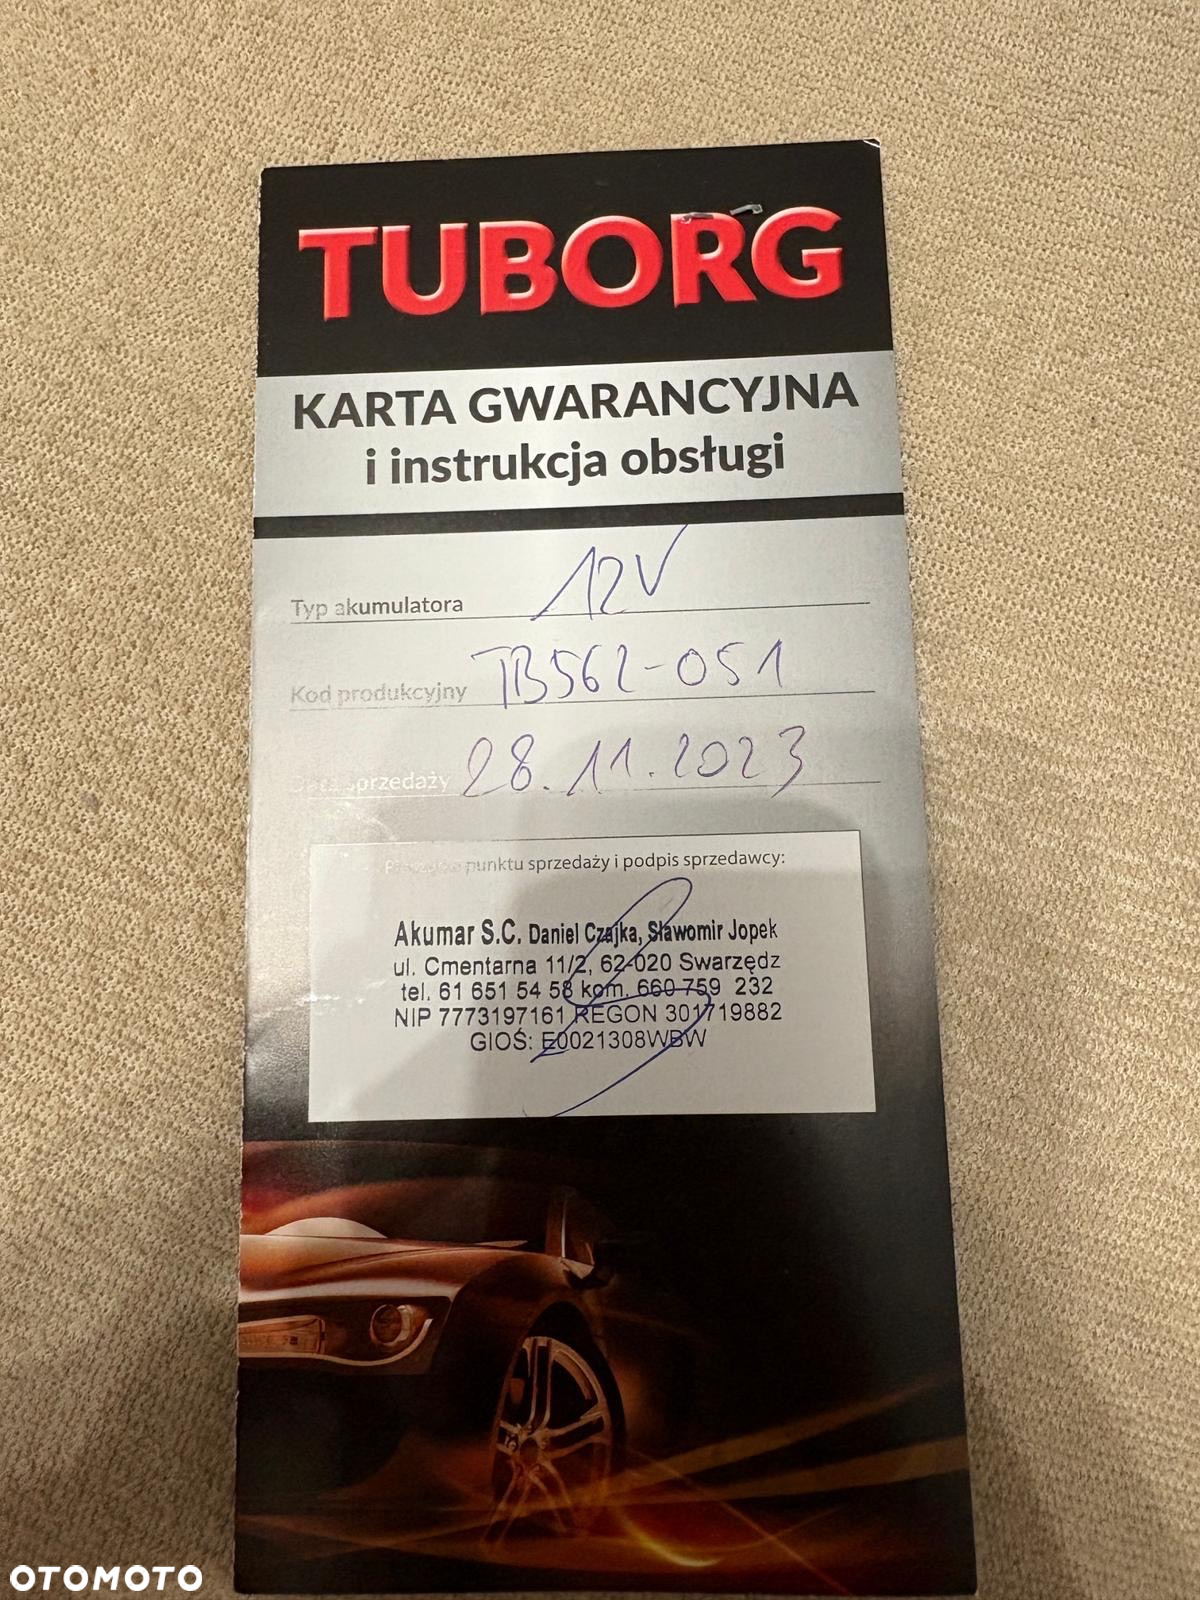 TUBORG
KARTA GWARANCYJNA
i instrukcja obsługi
Typ akumulatora 12V
Kod produkcyjny TB562-051
Data sprzedaży 28.11.2023
punktu sprzedaży i podpis sprzedawcy:
Akumar S.C. Daniel Czajka, Sławomir Jopek
ul. Cmentarna 11/2, 62-020 Swarzędz
tel. 61 651 54 58 kom. 660 759 232
NIP 7773197161 REGON 301719882
GIOŚ: E0021308WBW
OTOMOTO